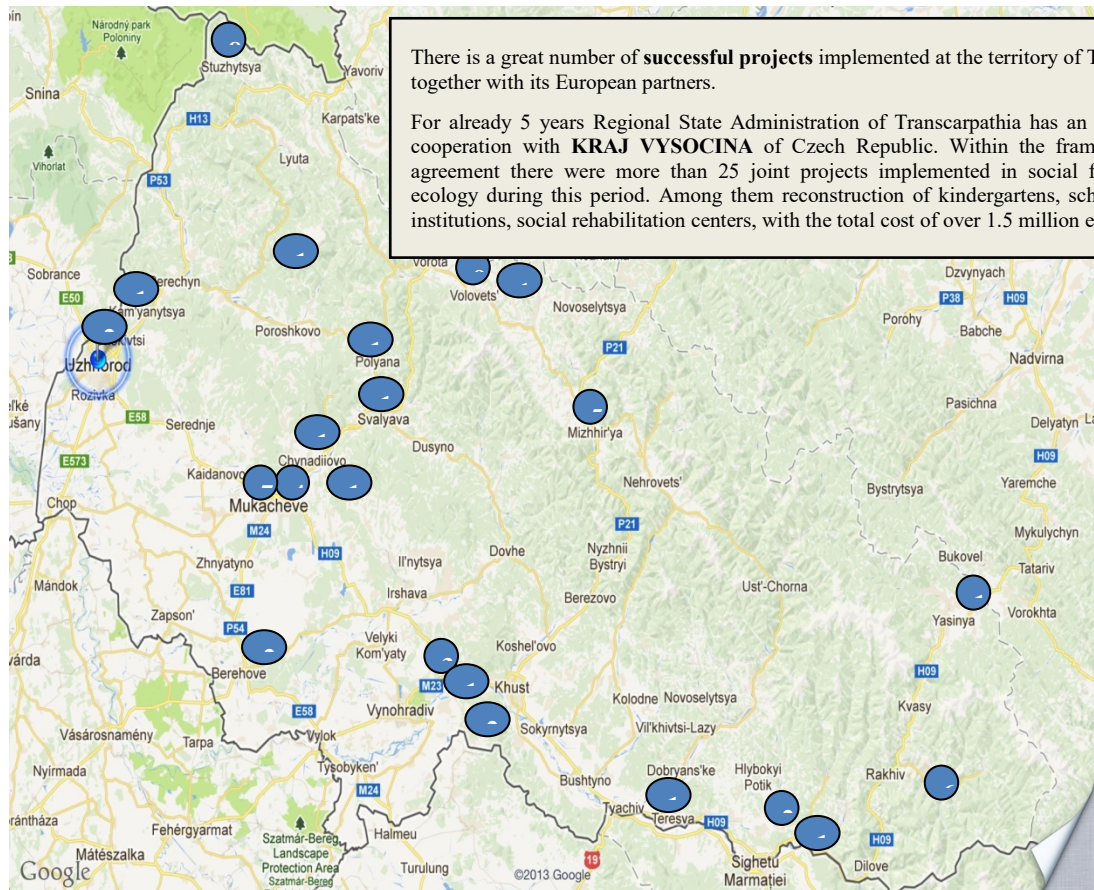 There is a great number of successful projects implemented at the territory of
together with its European partners.
For already 5 years Regional State Administration of Transcarpathia has an
cooperation with KRAJ VYSOCINA of Czech Republic. Within the
agreement there were more than 25 joint projects implemented in social
ecology during this period. Among them reconstruction of kindergartens,
institutions, social rehabilitation centers, with the total cost of over 1.5 million
Národný park
Poloniny
Stuzhytsya
Yavoriv
Snina
H13
Karpats'ke
Vihorlat
Lyuta
P53
Sobrance
E50
Volovets'
Novoselytsya
Dzvynyach
P38
H09
Porohy
Babche
Poroshkovo
Polyana
P21
Nadvirna
Uzhhorod
Rozivka
E58
Serednje
Svalyava
Mizhhir'ya
Pasichna
Delyatyn
H09
E573
Dusyno
Kaidanovo
Chynadiiovo
Nehrovets'
Bystrytsya
Yaremche
Chop
Mukacheve
M24
P21
Mykulychyn
H09
Dovhe
Nyzhnii
Bystryi
Bukovel
Tatariv
Zhnyatyno
Il'nytsya
Mándok
E81
Irshava
Berezovo
Ust'-Chorna
Vorokhta
Yasinya
Zapson'
P54
Velyki
Kom'yaty
Koshel'ovo
Berehove
M23
Khust
H09
Vynohradiv
Kolodne
Novoselytsya
Kvasy
E58
Sokyrnytsya
Vil'khivtsi-Lazy
Vásárosnamény
Tarpa
Vylok
Nyirmada
Tysobyken'
Bushtyno
Dobryans'ke
Hlybokyi
Potik
Rakhiv
M24
Tyachiv
Teresva
H09
Fehérgyarmat
Szatmár-Bereg
Landscape
Protection Area
Szatmár-Bereg
Halmeu
H09
Mátészalka
19
Sighetu
Marmației
Dilove
Turulung
Google
©2013 Google